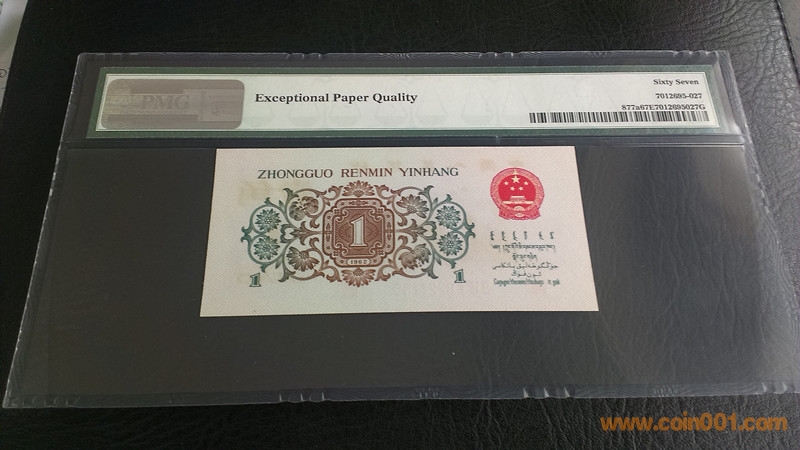 PMG
Exceptional Paper Quality
Sixty Seven
7012695-027
877a67E7012695027G
ZHONGGUO RENMIN YINHANG
1
1962
1 1
www.coin001.com